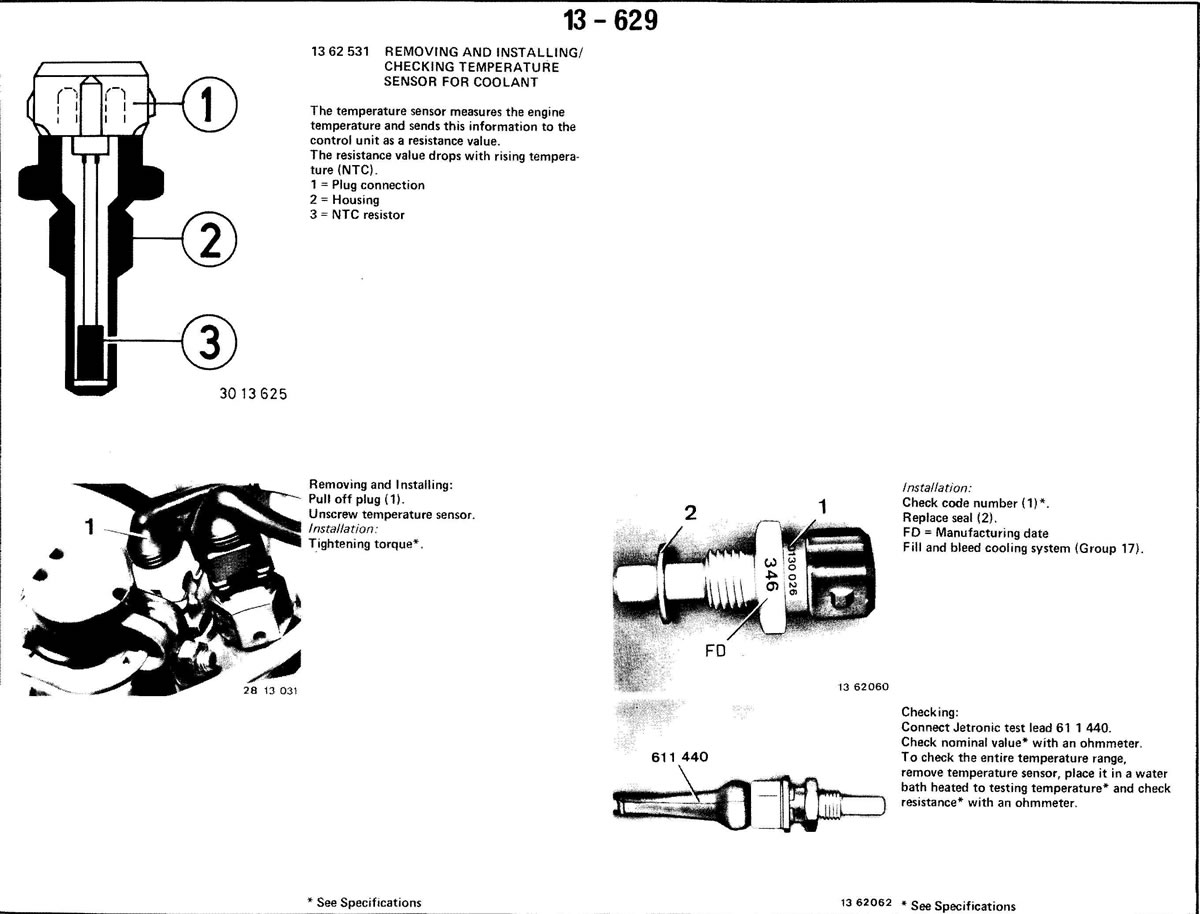 13 - 629
13 62 531 REMOVING AND INSTALLING/
CHECKING TEMPERATURE
SENSOR FOR COOLANT
The temperature sensor measures the engine
temperature and sends this information to the
control unit as a resistance value.
The resistance value drops with rising tempera-
ture (NTC).
1 = Plug connection
2 = Housing
3 = NTC resistor
1
2
3
30 13 625
1
28 13 031
Removing and Installing:
Pull off plug (1).
Unscrew temperature sensor.
Installation:
Tightening torque*.
2
1
346
0130 026
FD
13 62060
Installation:
Check code number (1)*.
Replace seal (2).
FD = Manufacturing date
Fill and bleed cooling system (Group 17).
611 440
Checking:
Connect Jetronic test lead 61 1 440.
Check nominal value* with an ohmmeter.
To check the entire temperature range,
remove temperature sensor, place it in a water
bath heated to testing temperature* and check
resistance* with an ohmmeter.
* See Specifications
13 62062
* See Specifications